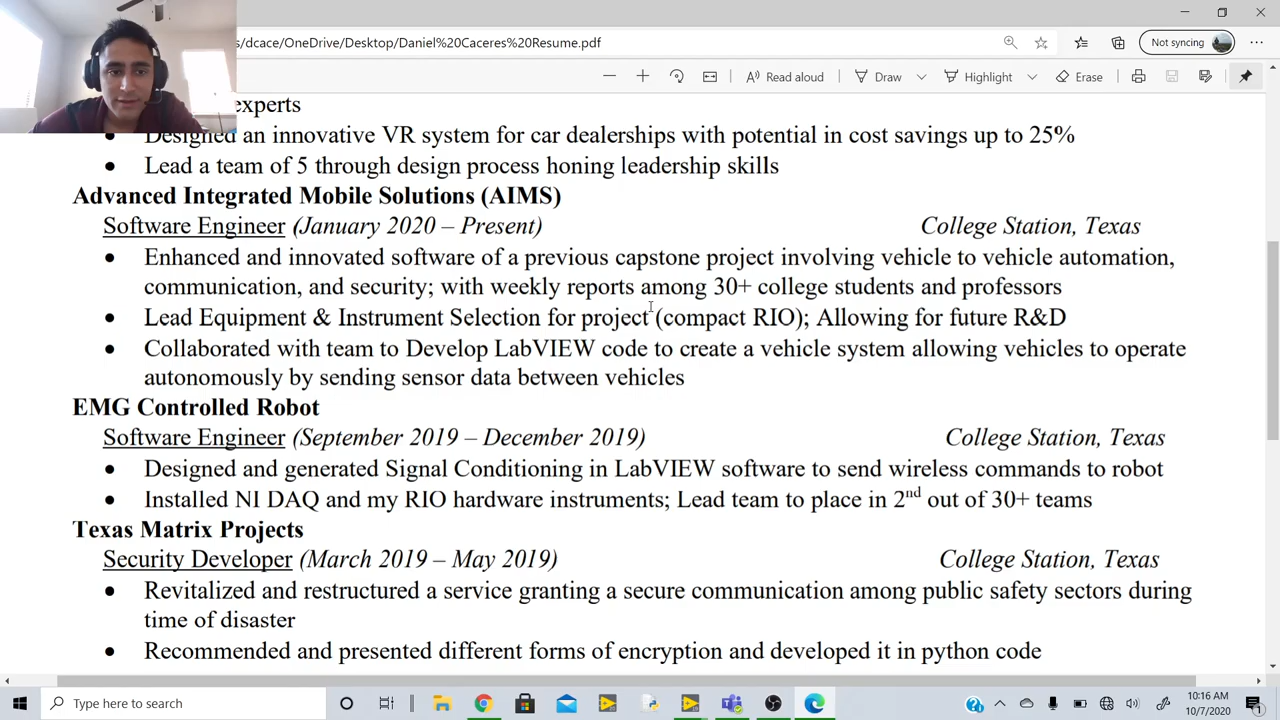 s/dcace/OneDrive/Desktop/Daniel%20Caceres%20Resume.pdf
Not syncing
Read aloud
Draw
Highlight
Erase
experts
Designed an innovative VR system for car dealerships with potential in cost savings up to 25%
• Lead a team of 5 through design process honing leadership skills
Advanced Integrated Mobile Solutions (AIMS)
Software Engineer (January 2020 – Present) College Station, Texas
• Enhanced and innovated software of a previous capstone project involving vehicle to vehicle automation,
communication, and security; with weekly reports among 30+ college students and professors
• Lead Equipment & Instrument Selection for project (compact RIO); Allowing for future R&D
• Collaborated with team to Develop LabVIEW code to create a vehicle system allowing vehicles to operate
autonomously by sending sensor data between vehicles
EMG Controlled Robot
Software Engineer (September 2019 – December 2019) College Station, Texas
• Designed and generated Signal Conditioning in LabVIEW software to send wireless commands to robot
• Installed NI DAQ and my RIO hardware instruments; Lead team to place in 2nd out of 30+ teams
Texas Matrix Projects
Security Developer (March 2019 – May 2019) College Station, Texas
• Revitalized and restructured a service granting a secure communication among public safety sectors during
time of disaster
• Recommended and presented different forms of encryption and developed it in python code
Type here to search
10:16 AM
10/7/2020